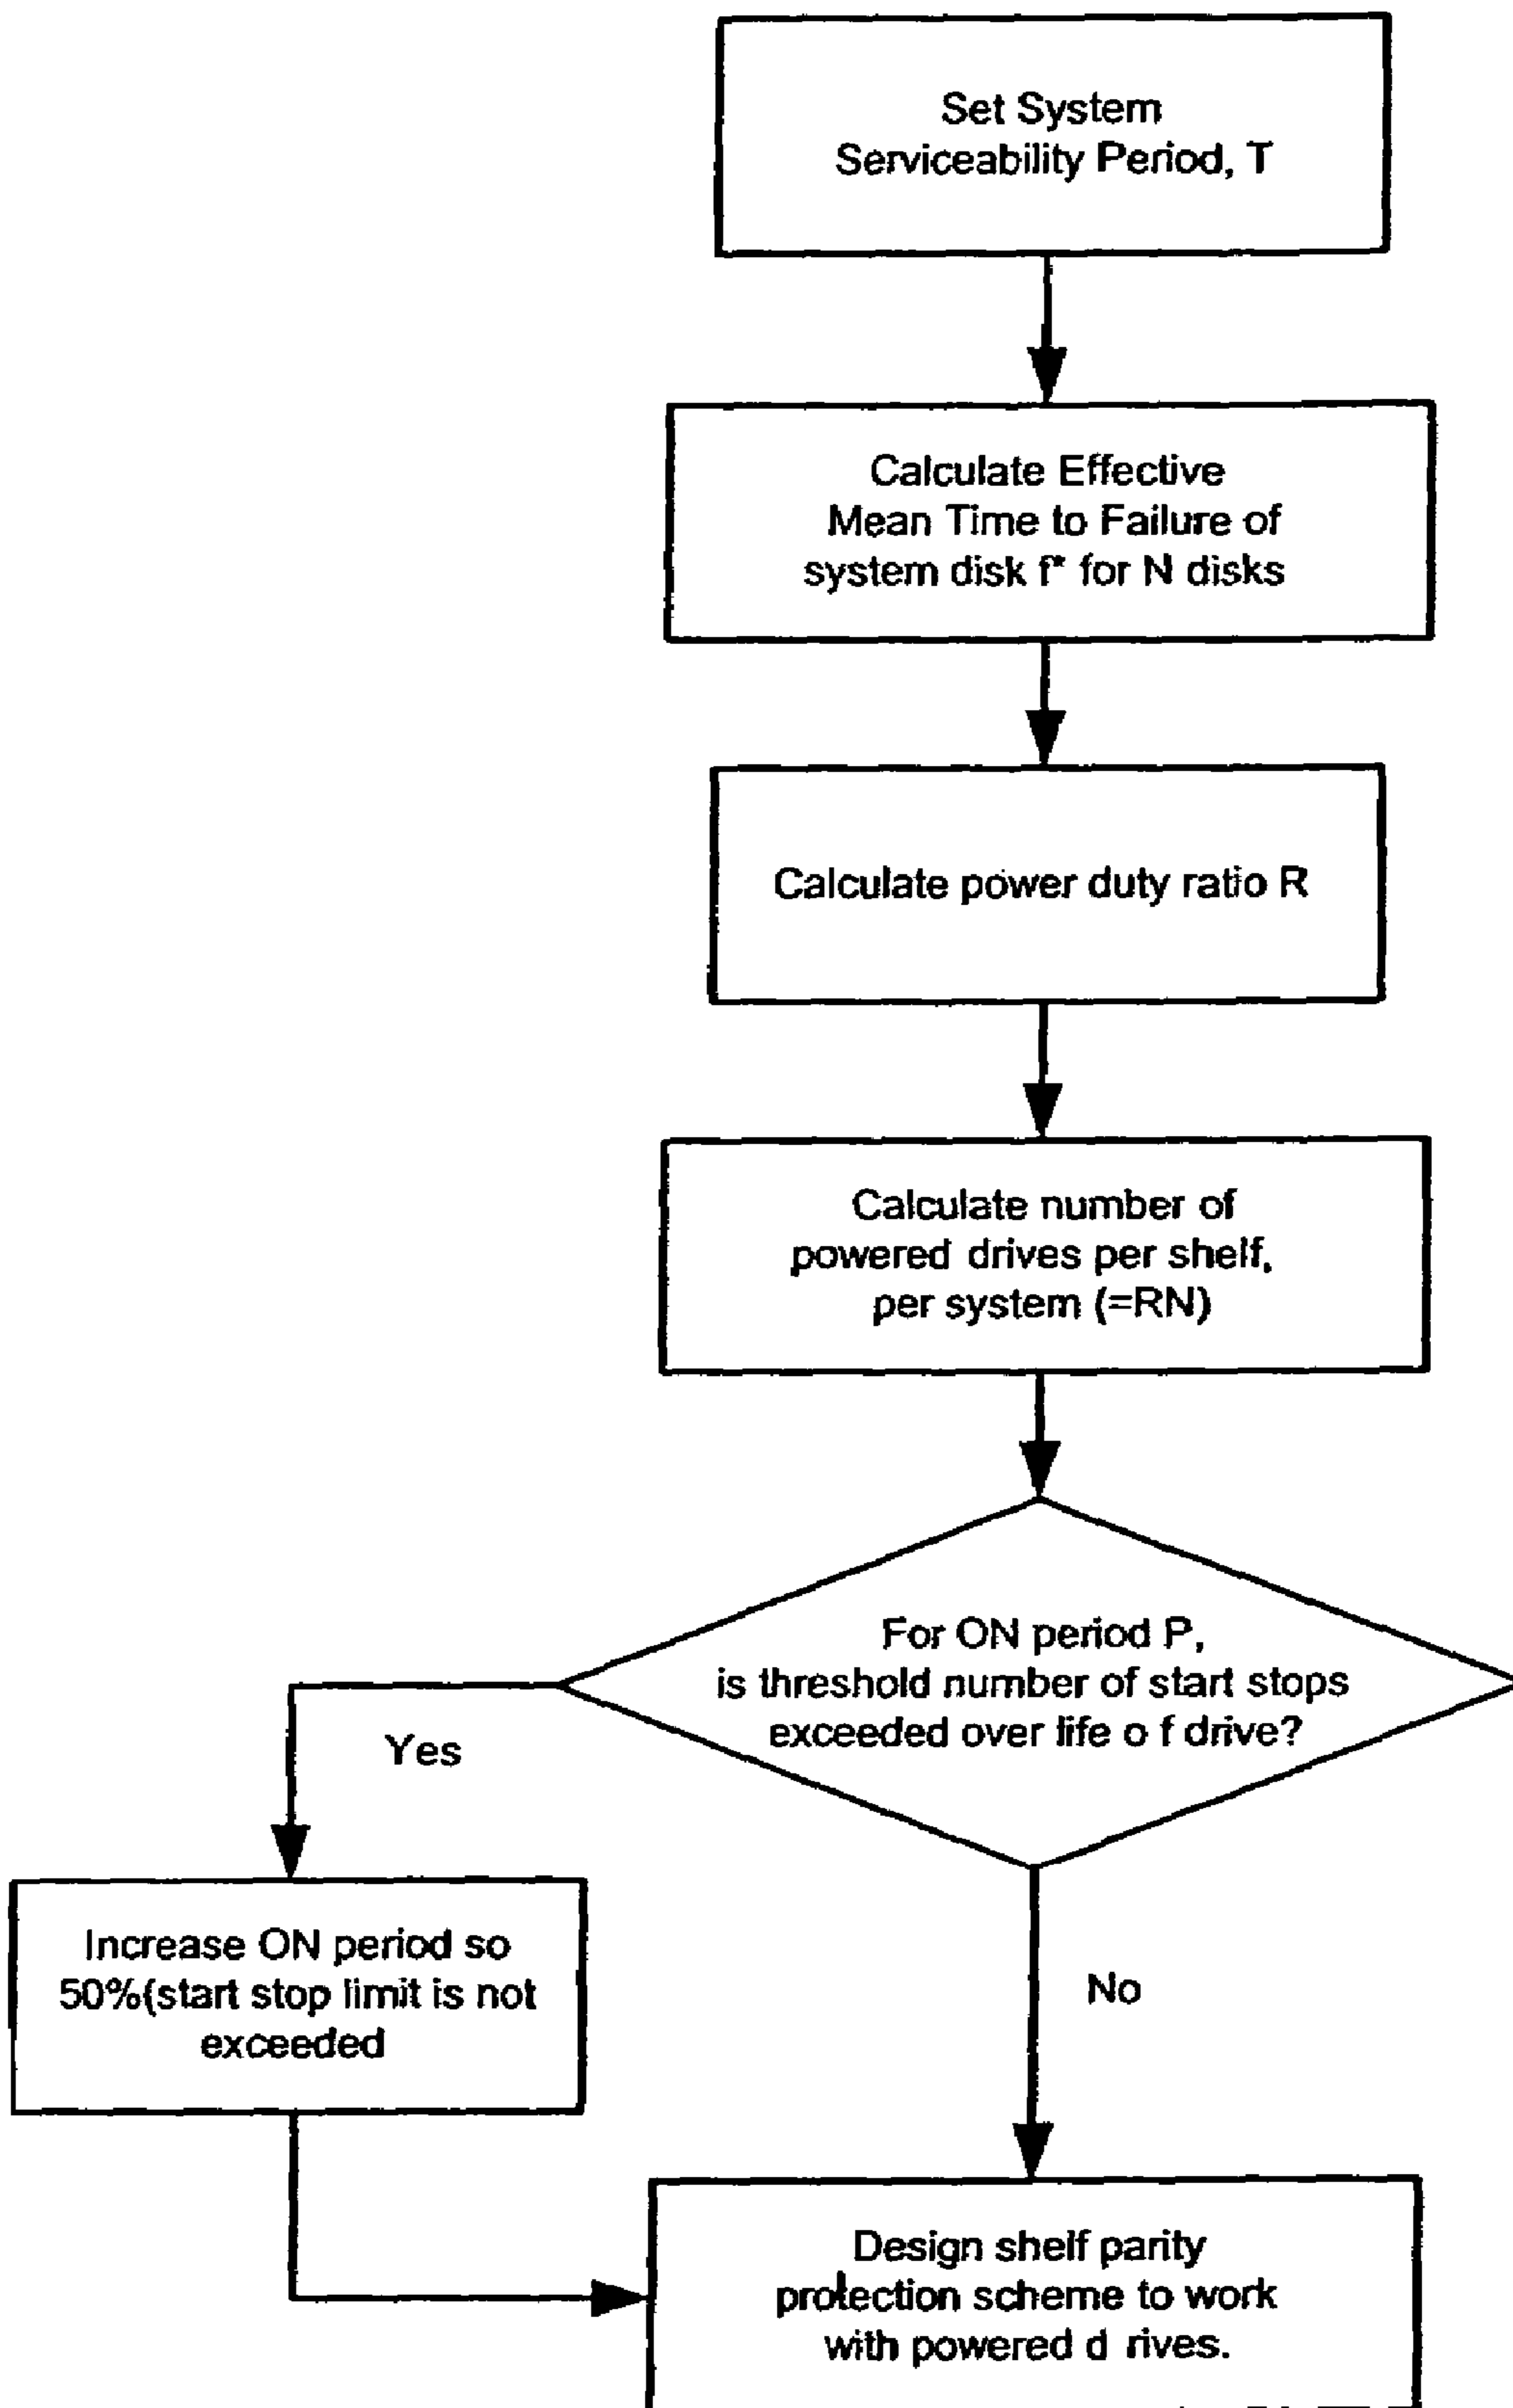 Set System
Serviceability Period, T
Calculate Effective
Mean Time to Failure of
system disk f* for N disks
Calculate power duty ratio R
Calculate number of
powered drives per shelf,
per system (=RN)
For ON period P,
is threshold number of start stops
exceeded over life o f drive?
Yes
Increase ON period so
50%(start stop limit is not
exceeded
No
Design shelf parity
protection scheme to work
with powered d rives.